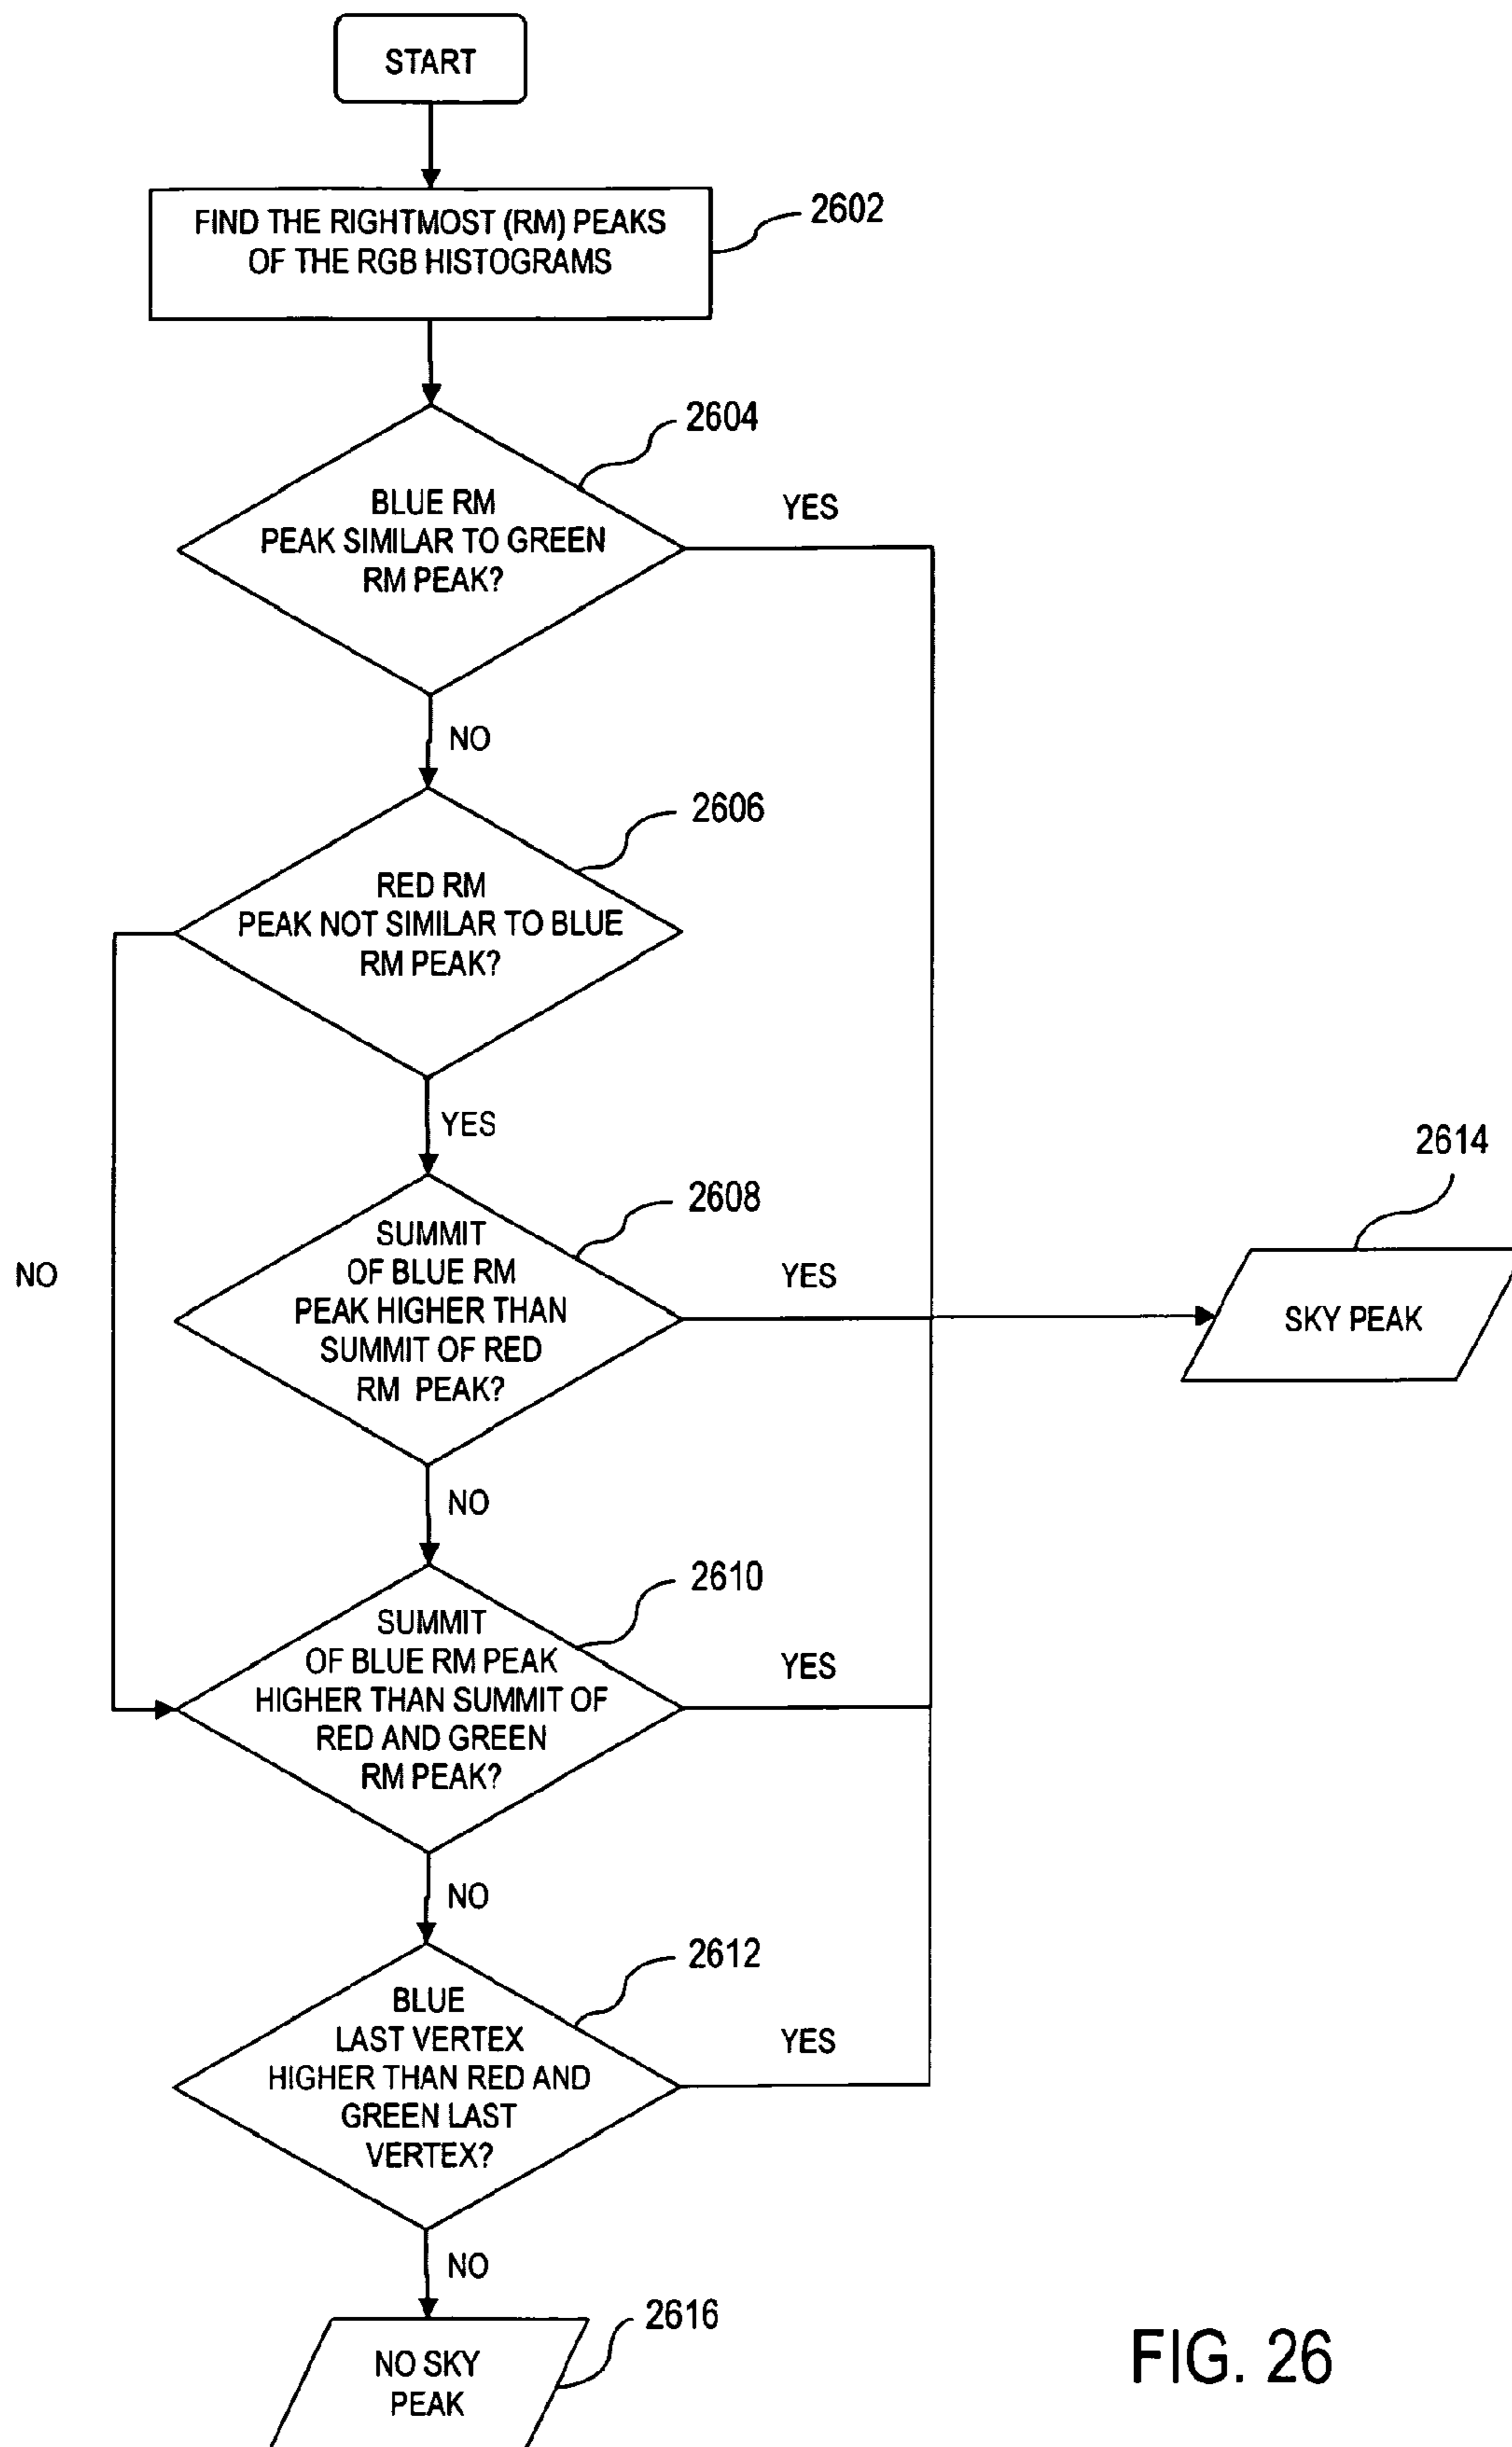 START
FIND THE RIGHTMOST (RM) PEAKS
OF THE RGB HISTOGRAMS
2602
2604
BLUE RM
PEAK SIMILAR TO GREEN
RM PEAK?
YES
NO
2606
RED RM
PEAK NOT SIMILAR TO BLUE
RM PEAK?
YES
NO
2608
SUMMIT
OF BLUE RM
PEAK HIGHER THAN
SUMMIT OF RED
RM PEAK?
YES
2614
SKY PEAK
NO
2610
SUMMIT
OF BLUE RM PEAK
HIGHER THAN SUMMIT OF
RED AND GREEN
RM PEAK?
YES
NO
2612
BLUE
LAST VERTEX
HIGHER THAN RED AND
GREEN LAST
VERTEX?
YES
NO
2616
NO SKY
PEAK
FIG. 26